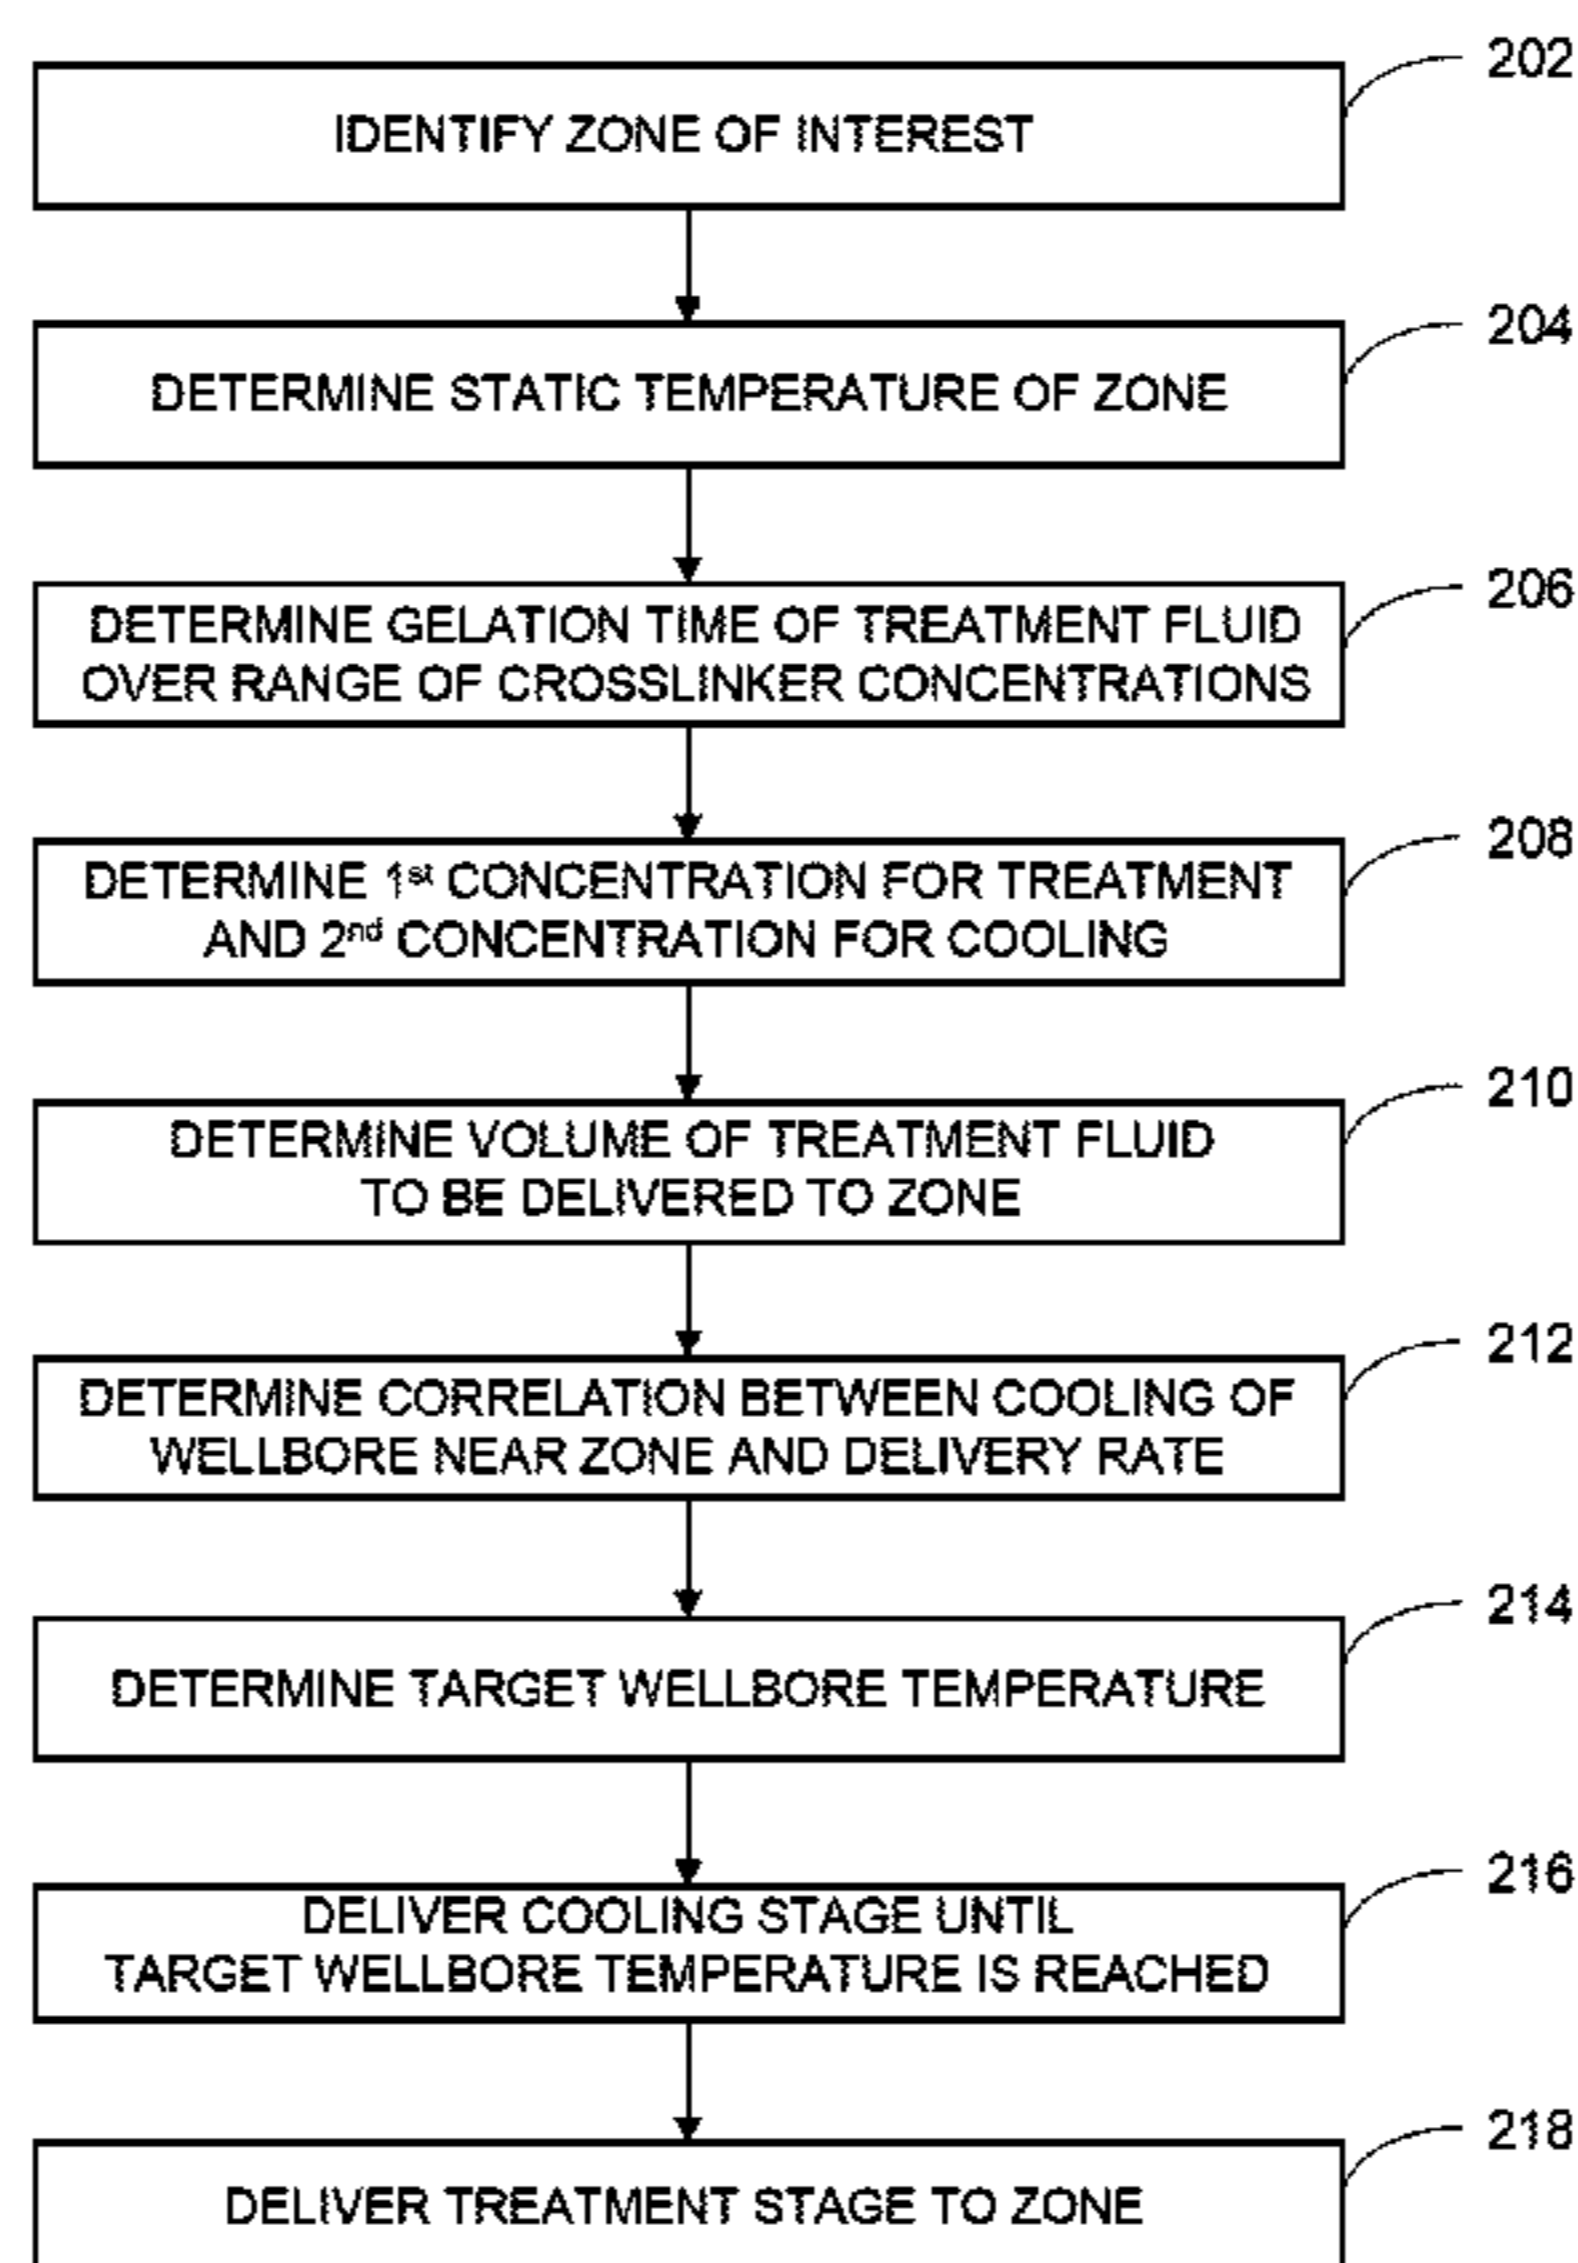 202
IDENTIFY ZONE OF INTEREST
204
DETERMINE STATIC TEMPERATURE OF ZONE
206
DETERMINE GELATION TIME OF TREATMENT FLUID
OVER RANGE OF CROSSLINKER CONCENTRATIONS
208
DETERMINE 1st CONCENTRATION FOR TREATMENT
AND 2nd CONCENTRATION FOR COOLING
210
DETERMINE VOLUME OF TREATMENT FLUID
TO BE DELIVERED TO ZONE
212
DETERMINE CORRELATION BETWEEN COOLING OF
WELLBORE NEAR ZONE AND DELIVERY RATE
214
DETERMINE TARGET WELLBORE TEMPERATURE
216
DELIVER COOLING STAGE UNTIL
TARGET WELLBORE TEMPERATURE IS REACHED
218
DELIVER TREATMENT STAGE TO ZONE